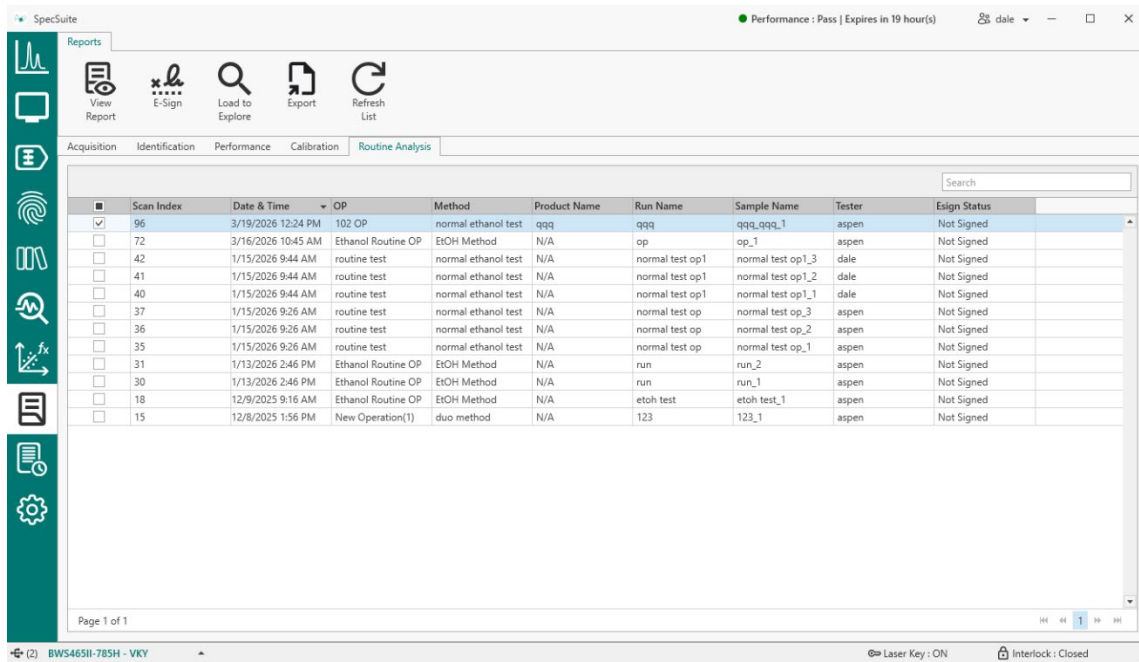 SpecSuite
Performance : Pass | Expires in 19 hour(s)
dale
Reports
View Report
E-Sign
Load to Explore
Export
Refresh List
Acquisition Identification Performance Calibration Routine Analysis
Search
Scan Index Date & Time OP Method Product Name Run Name Sample Name Tester Esign Status
96 3/19/2026 12:24 PM 102 OP normal ethanol test qqq qqq qqq_qqq_1 aspen Not Signed
72 3/16/2026 10:45 AM Ethanol Routine OP EtOH Method N/A op op_1 aspen Not Signed
42 1/15/2026 9:44 AM routine test normal ethanol test N/A normal test op1 normal test op1_3 dale Not Signed
41 1/15/2026 9:44 AM routine test normal ethanol test N/A normal test op1 normal test op1_2 dale Not Signed
40 1/15/2026 9:44 AM routine test normal ethanol test N/A normal test op1 normal test op1_1 dale Not Signed
37 1/15/2026 9:26 AM routine test normal ethanol test N/A normal test op normal test op_3 aspen Not Signed
36 1/15/2026 9:26 AM routine test normal ethanol test N/A normal test op normal test op_2 aspen Not Signed
35 1/15/2026 9:26 AM routine test normal ethanol test N/A normal test op normal test op_1 aspen Not Signed
31 1/13/2026 2:46 PM Ethanol Routine OP EtOH Method N/A run run_2 aspen Not Signed
30 1/13/2026 2:46 PM Ethanol Routine OP EtOH Method N/A run run_1 aspen Not Signed
18 12/9/2025 9:16 AM Ethanol Routine OP EtOH Method N/A etoh test etoh test_1 aspen Not Signed
15 12/8/2025 1:56 PM New Operation(1) duo method N/A 123 123_1 aspen Not Signed
Page 1 of 1
1
(2) BWS465II-785H - VKY
Laser Key : ON
Interlock : Closed